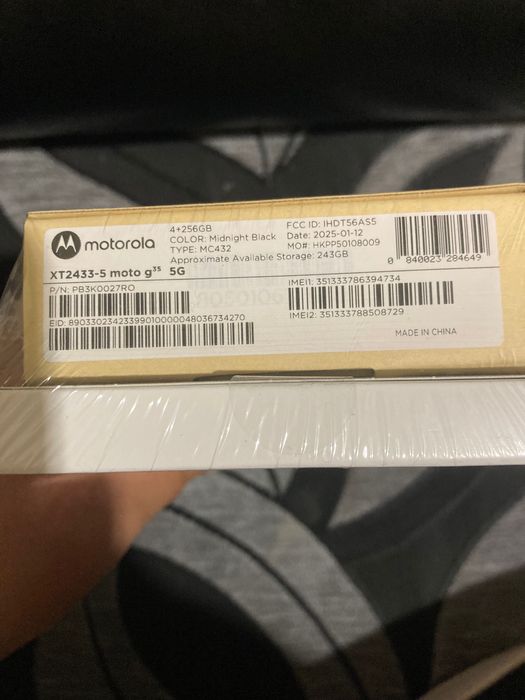 motorola
4+256GB
COLOR: Midnight Black
TYPE: MC432
Approximate Available Storage: 243GB
FCC ID: IHDT56AS5
Date: 2025-01-12
MO#: HKPP50108009
0 840023 284649
XT2433-5 moto g³⁵ 5G
P/N: PB3K0027RO
IMEI1: 351333786394734
EID: 89033023423399010000048036734270
IMEI2: 351333788508729
MADE IN CHINA